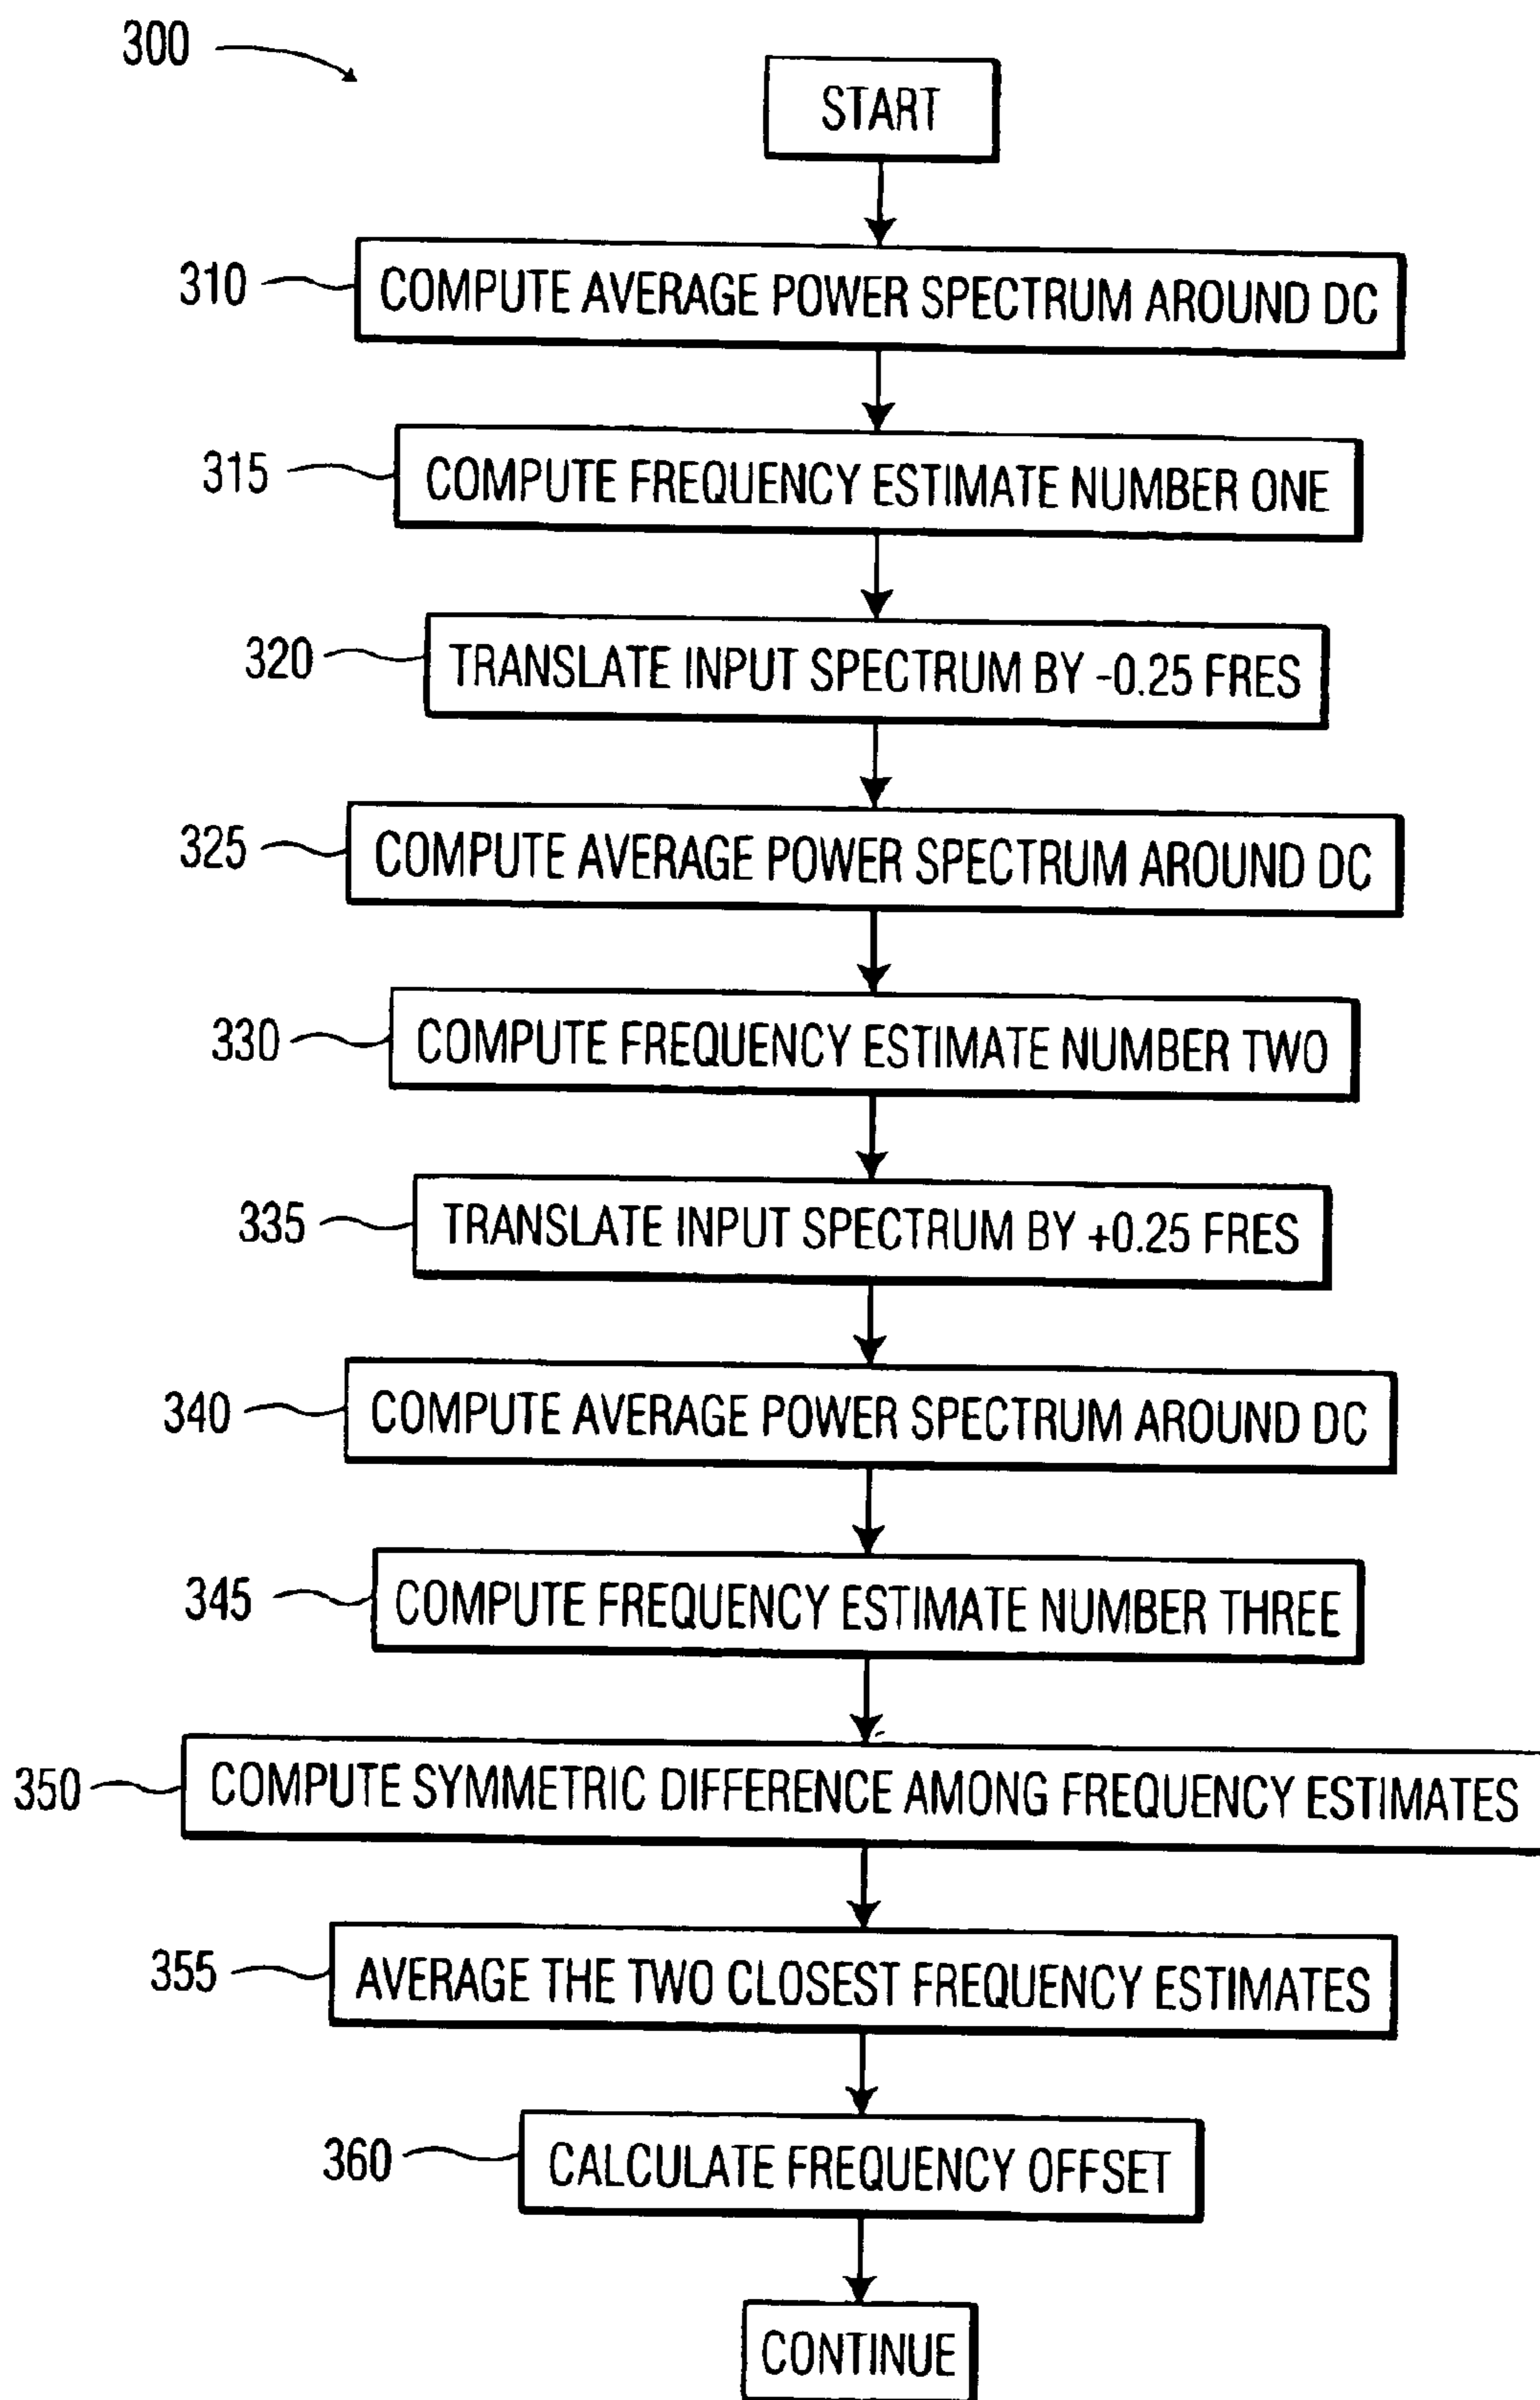 300
START
310 COMPUTE AVERAGE POWER SPECTRUM AROUND DC
315 COMPUTE FREQUENCY ESTIMATE NUMBER ONE
320 TRANSLATE INPUT SPECTRUM BY -0.25 FRES
325 COMPUTE AVERAGE POWER SPECTRUM AROUND DC
330 COMPUTE FREQUENCY ESTIMATE NUMBER TWO
335 TRANSLATE INPUT SPECTRUM BY +0.25 FRES
340 COMPUTE AVERAGE POWER SPECTRUM AROUND DC
345 COMPUTE FREQUENCY ESTIMATE NUMBER THREE
350 COMPUTE SYMMETRIC DIFFERENCE AMONG FREQUENCY ESTIMATES
355 AVERAGE THE TWO CLOSEST FREQUENCY ESTIMATES
360 CALCULATE FREQUENCY OFFSET
CONTINUE